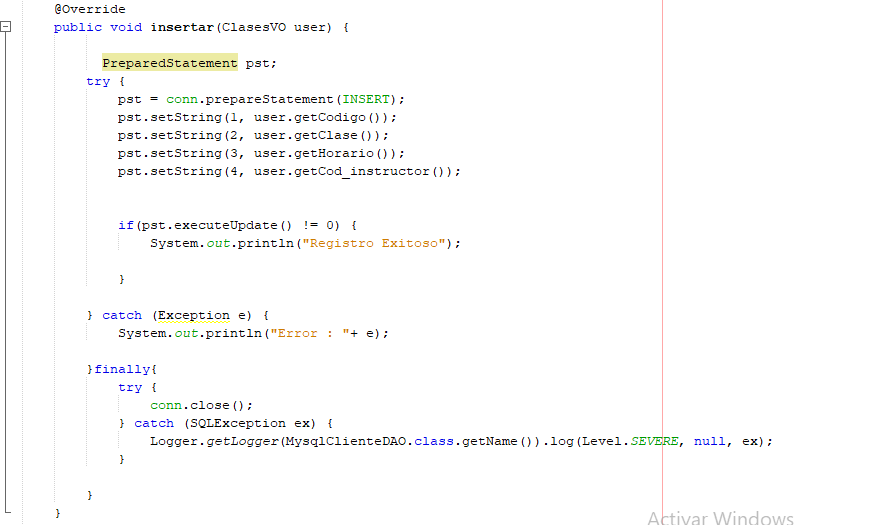 @Override
public void insertar(ClasesVO user) {
PreparedStatement pst;
try {
pst = conn.prepareStatement(INSERT);
pst.setString(1, user.getCodigo());
pst.setString(2, user.getClase());
pst.setString(3, user.getHorario());
pst.setString(4, user.getCod_instructor());
if(pst.executeUpdate() != 0) {
System.out.println("Registro Exitoso");
}
} catch (Exception e) {
System.out.println("Error : "+ e);
}finally{
try {
conn.close();
} catch (SQLException ex) {
Logger.getLogger(MysqlClienteDAO.class.getName()).log(Level.SEVERE, null, ex);
}
}
}
Activar Windows